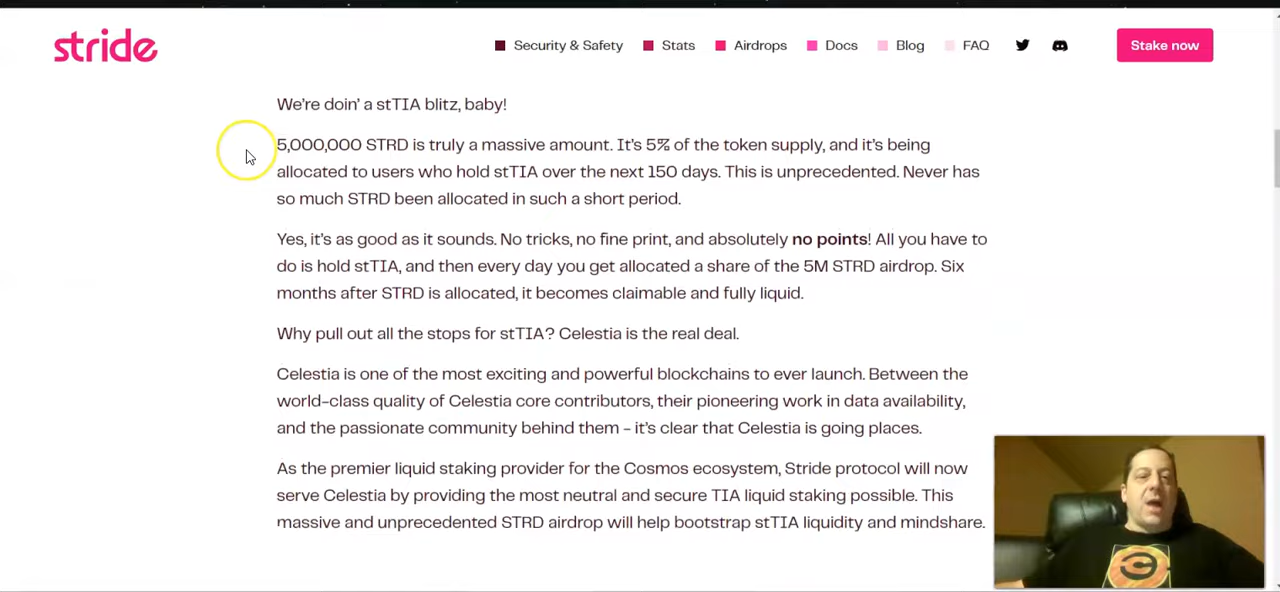 stride
Security & Safety
Stats
Airdrops
Docs
Blog
FAQ
Stake now
We're doin' a stTIA blitz, baby!
5,000,000 STRD is truly a massive amount. It's 5% of the token supply, and it's being
allocated to users who hold stTIA over the next 150 days. This is unprecedented. Never has
so much STRD been allocated in such a short period.
Yes, it's as good as it sounds. No tricks, no fine print, and absolutely no points! All you have to
do is hold stTIA, and then every day you get allocated a share of the 5M STRD airdrop. Six
months after STRD is allocated, it becomes claimable and fully liquid.
Why pull out all the stops for stTIA? Celestia is the real deal.
Celestia is one of the most exciting and powerful blockchains to ever launch. Between the
world-class quality of Celestia core contributors, their pioneering work in data availability,
and the passionate community behind them - it's clear that Celestia is going places.
As the premier liquid staking provider for the Cosmos ecosystem, Stride protocol will now
serve Celestia by providing the most neutral and secure TIA liquid staking possible. This
massive and unprecedented STRD airdrop will help bootstrap stTIA liquidity and mindshare.